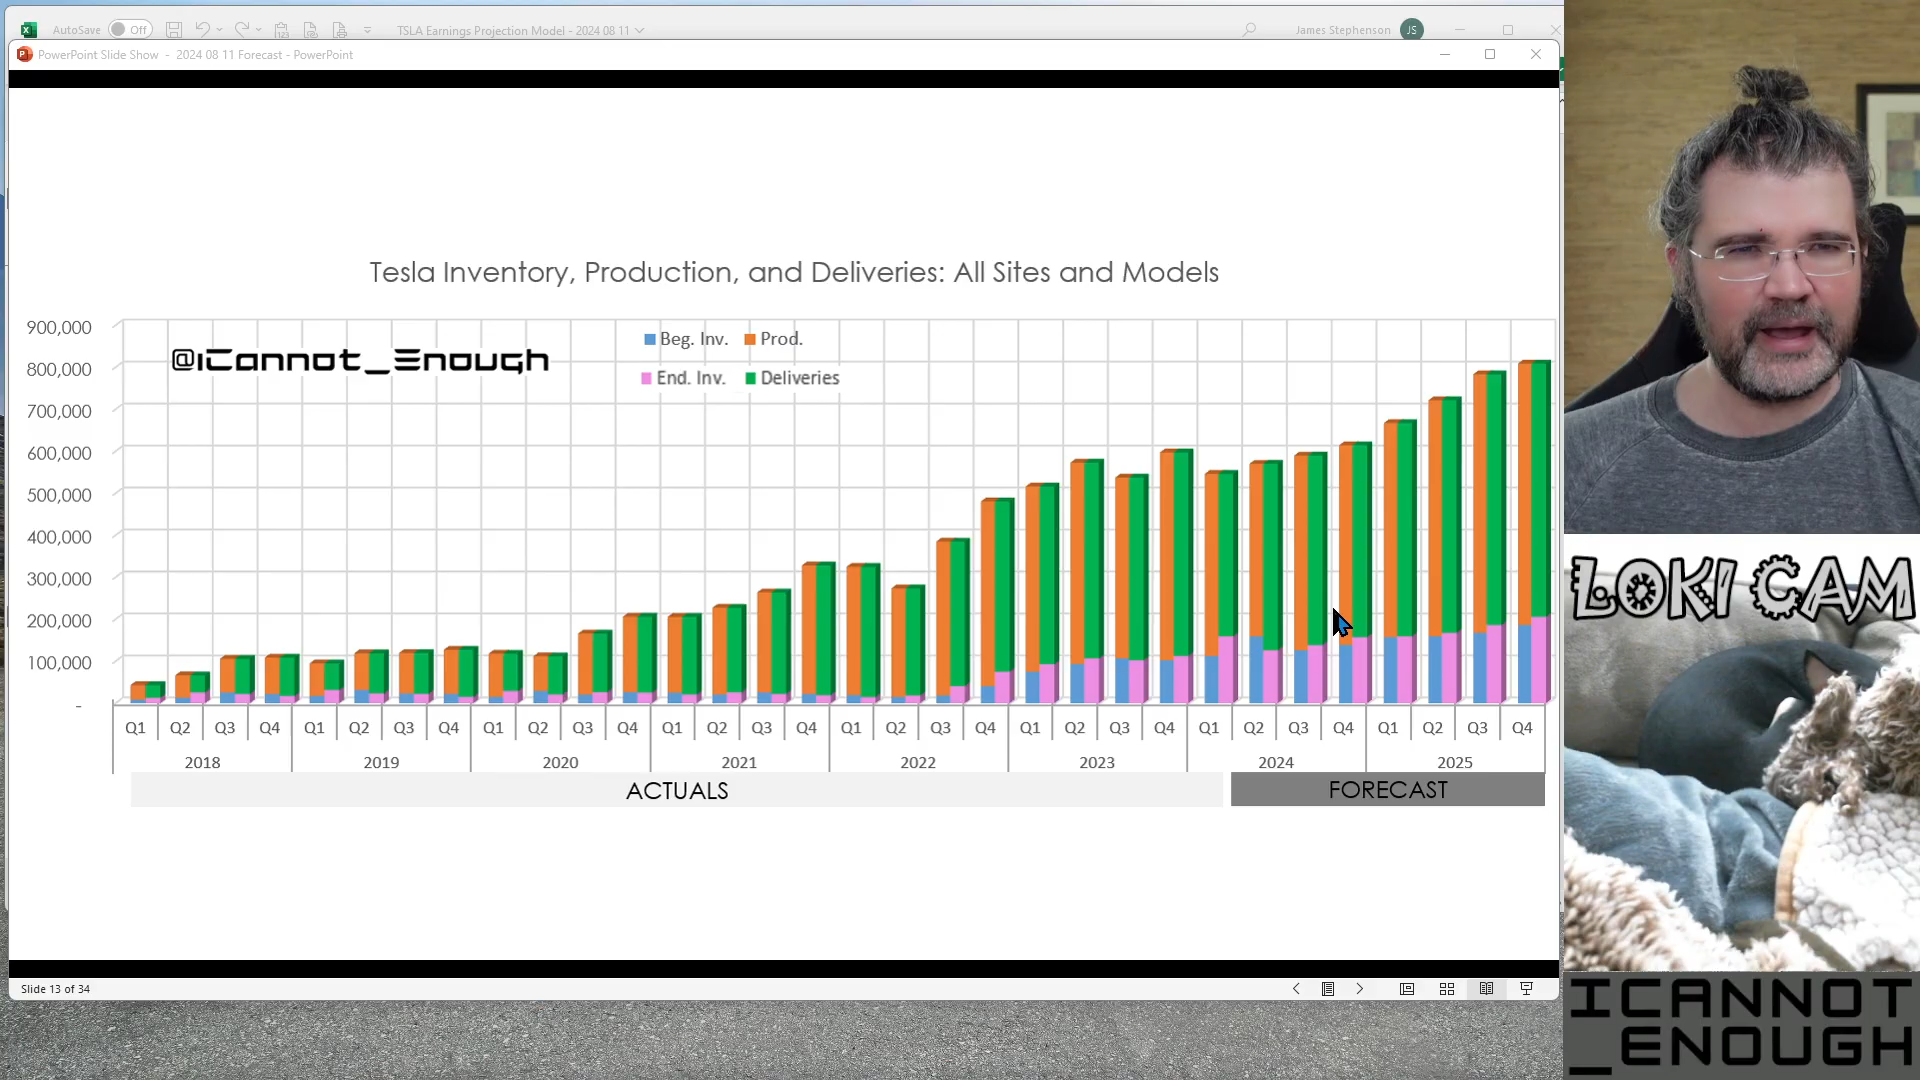 AutoSave Off TSLA Earnings Projection Model - 2024 08 11 James Stephenson JS
PowerPoint Slide Show - 2024 08 11 Forecast - PowerPoint
Tesla Inventory, Production, and Deliveries: All Sites and Models
@iCannot_Enough
Beg. Inv. Prod.
End. Inv. Deliveries
900,000
800,000
700,000
600,000
500,000
400,000
300,000
200,000
100,000
-
Q1 Q2 Q3 Q4 Q1 Q2 Q3 Q4 Q1 Q2 Q3 Q4 Q1 Q2 Q3 Q4 Q1 Q2 Q3 Q4 Q1 Q2 Q3 Q4 Q1 Q2 Q3 Q4 Q1 Q2 Q3 Q4
2018 2019 2020 2021 2022 2023 2024 2025
ACTUALS FORECAST
Slide 13 of 34
LOKI CAM
ICANNOT
_ENOUGH